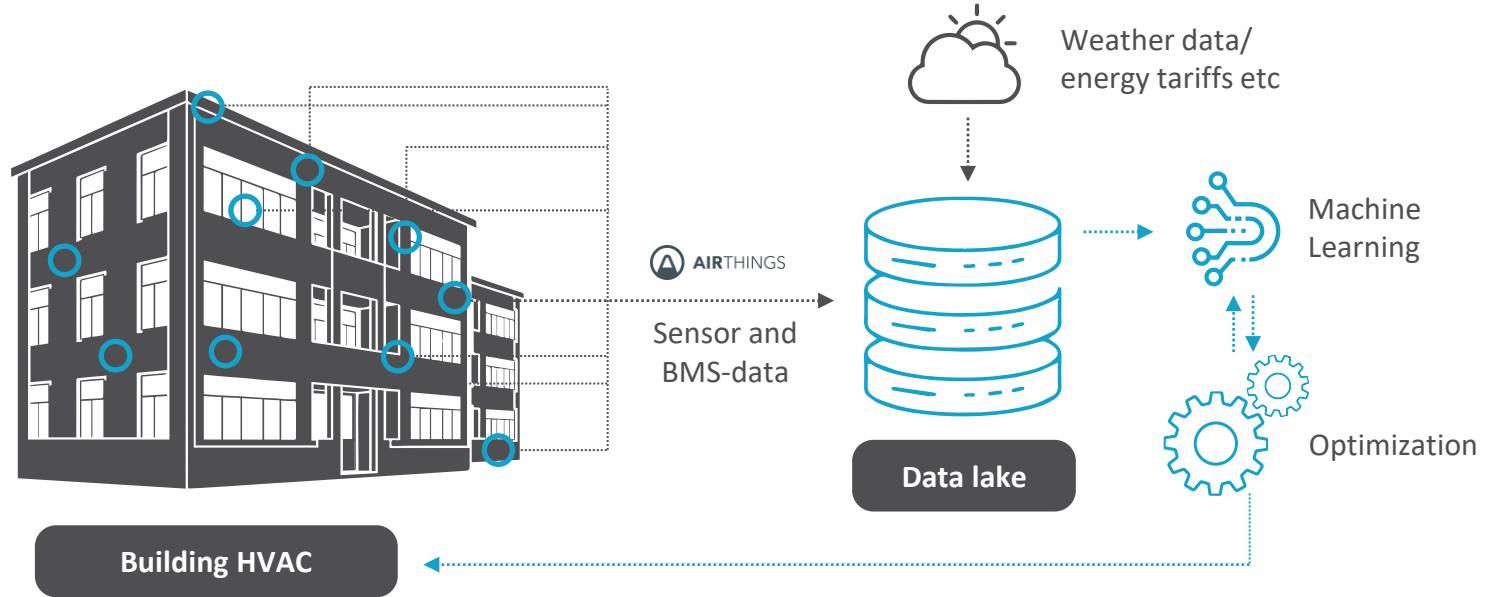 Weather data/
energy tariffs etc
Machine
Learning
AIRTHINGS
Sensor and
BMS-data
Optimization
Data lake
Building HVAC